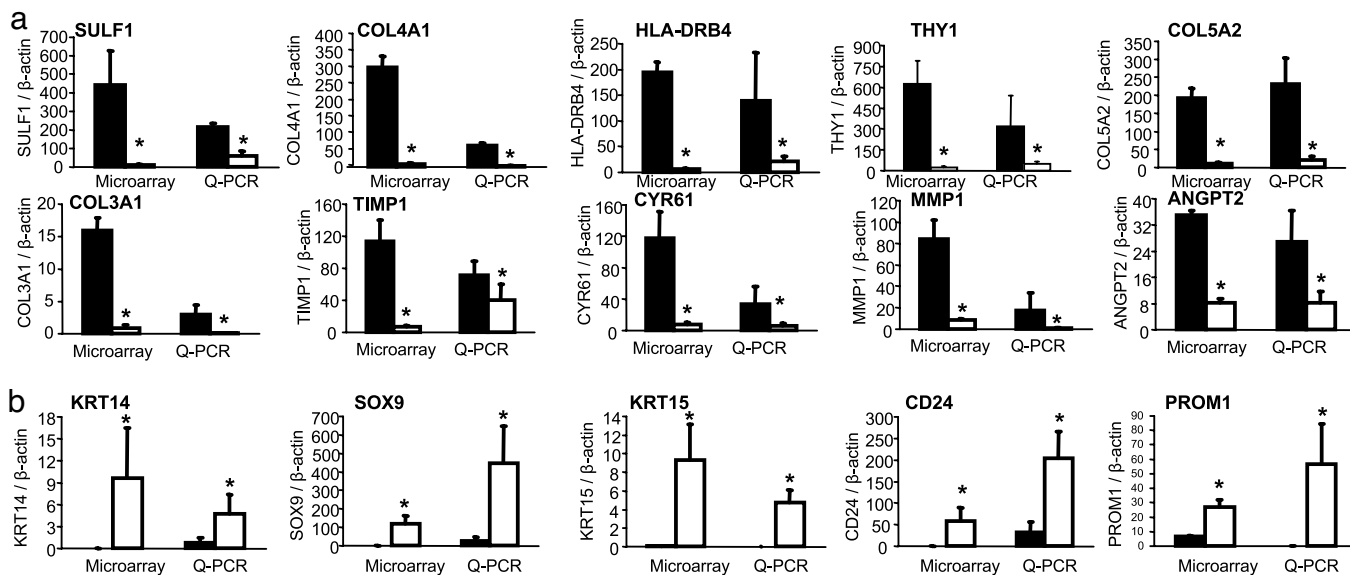 a
SULF1
SULF1 / β-actin
700
600
500
400
300
200
100
0
*
*
Microarray
Q-PCR
COL4A1
COL4A1 / β-actin
400
350
300
250
200
150
100
50
0
*
*
Microarray
Q-PCR
HLA-DRB4
HLA-DRB4 / β-actin
250
200
150
100
50
0
*
*
Microarray
Q-PCR
THY1
THY1 / β-actin
900
750
600
450
300
150
0
*
*
Microarray
Q-PCR
COL5A2
COL5A2 / β-actin
350
300
250
200
150
100
50
0
*
*
Microarray
Q-PCR
COL3A1
COL3A1 / β-actin
20
15
10
5
0
*
*
Microarray
Q-PCR
TIMP1
TIMP1 / β-actin
160
120
80
40
0
*
*
Microarray
Q-PCR
CYR61
CYR61 / β-actin
160
120
90
60
30
0
*
*
Microarray
Q-PCR
MMP1
MMP1 / β-actin
120
100
80
60
40
20
0
*
*
Microarray
Q-PCR
ANGPT2
ANGPT2 / β-actin
40
32
24
16
8
0
*
*
Microarray
Q-PCR
b
KRT14
KRT14 / β-actin
18
15
12
9
6
3
0
*
*
Microarray
Q-PCR
SOX9
SOX9 / β-actin
700
600
500
400
300
200
100
0
*
*
Microarray
Q-PCR
KRT15
KRT15 / β-actin
14
12
10
8
6
4
2
0
*
*
Microarray
Q-PCR
CD24
CD24 / β-actin
300
250
200
150
100
50
0
*
*
Microarray
Q-PCR
PROM1
PROM1 / β-actin
90
80
70
60
50
40
30
20
10
0
*
*
Microarray
Q-PCR